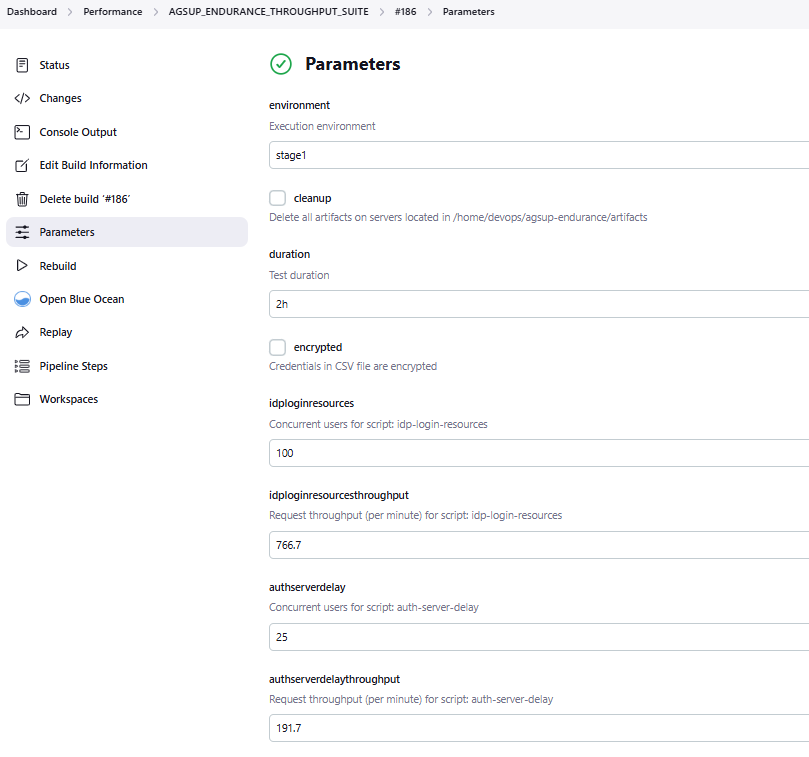 Dashboard > Performance > AGSUP_ENDURANCE_THROUGHPUT_SUITE > #186 > Parameters
Status
Changes
Console Output
Edit Build Information
Delete build ‘#186’
Parameters
Rebuild
Open Blue Ocean
Replay
Pipeline Steps
Workspaces
Parameters
environment
Execution environment
stage1
cleanup
Delete all artifacts on servers located in /home/devops/agsup-endurance/artifacts
duration
Test duration
2h
encrypted
Credentials in CSV file are encrypted
idploginresources
Concurrent users for script: idp-login-resources
100
idploginresourcesthroughput
Request throughput (per minute) for script: idp-login-resources
766.7
authserverdelay
Concurrent users for script: auth-server-delay
25
authserverdelaythroughput
Request throughput (per minute) for script: auth-server-delay
191.7